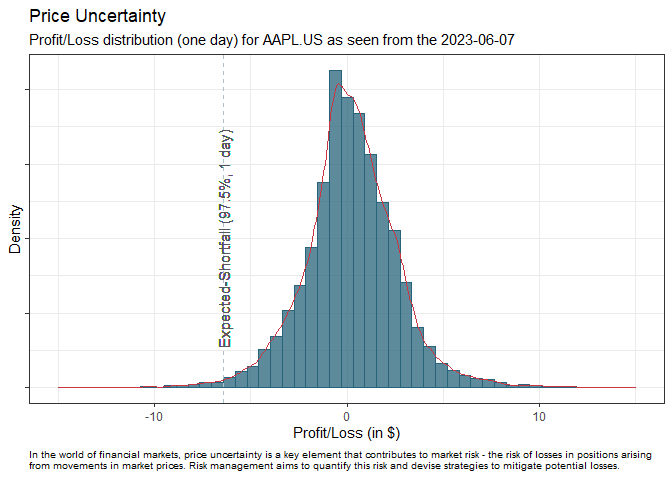 Price Uncertainty
Profit/Loss distribution (one day) for AAPL.US as seen from the 2023-06-07
Density
Expected-Shortfall (97.5%, 1 day)
-10
0
10
Profit/Loss (in $)
In the world of financial markets, price uncertainty is a key element that contributes to market risk - the risk of losses in positions arising
from movements in market prices. Risk management aims to quantify this risk and devise strategies to mitigate potential losses.